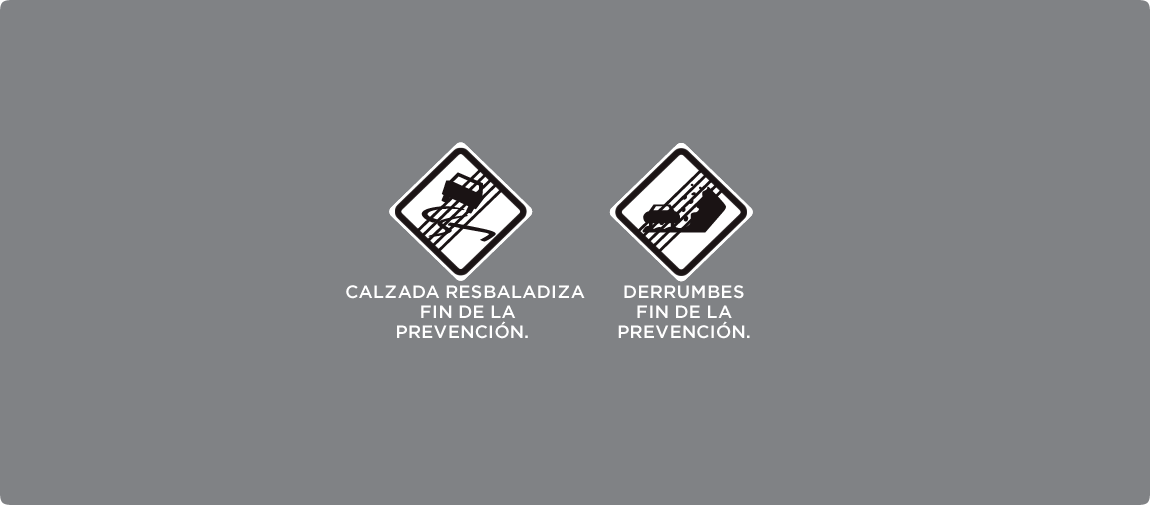 CALZADA RESBALADIZA
FIN DE LA
PREVENCIÓN.
DERRUMBES
FIN DE LA
PREVENCIÓN.